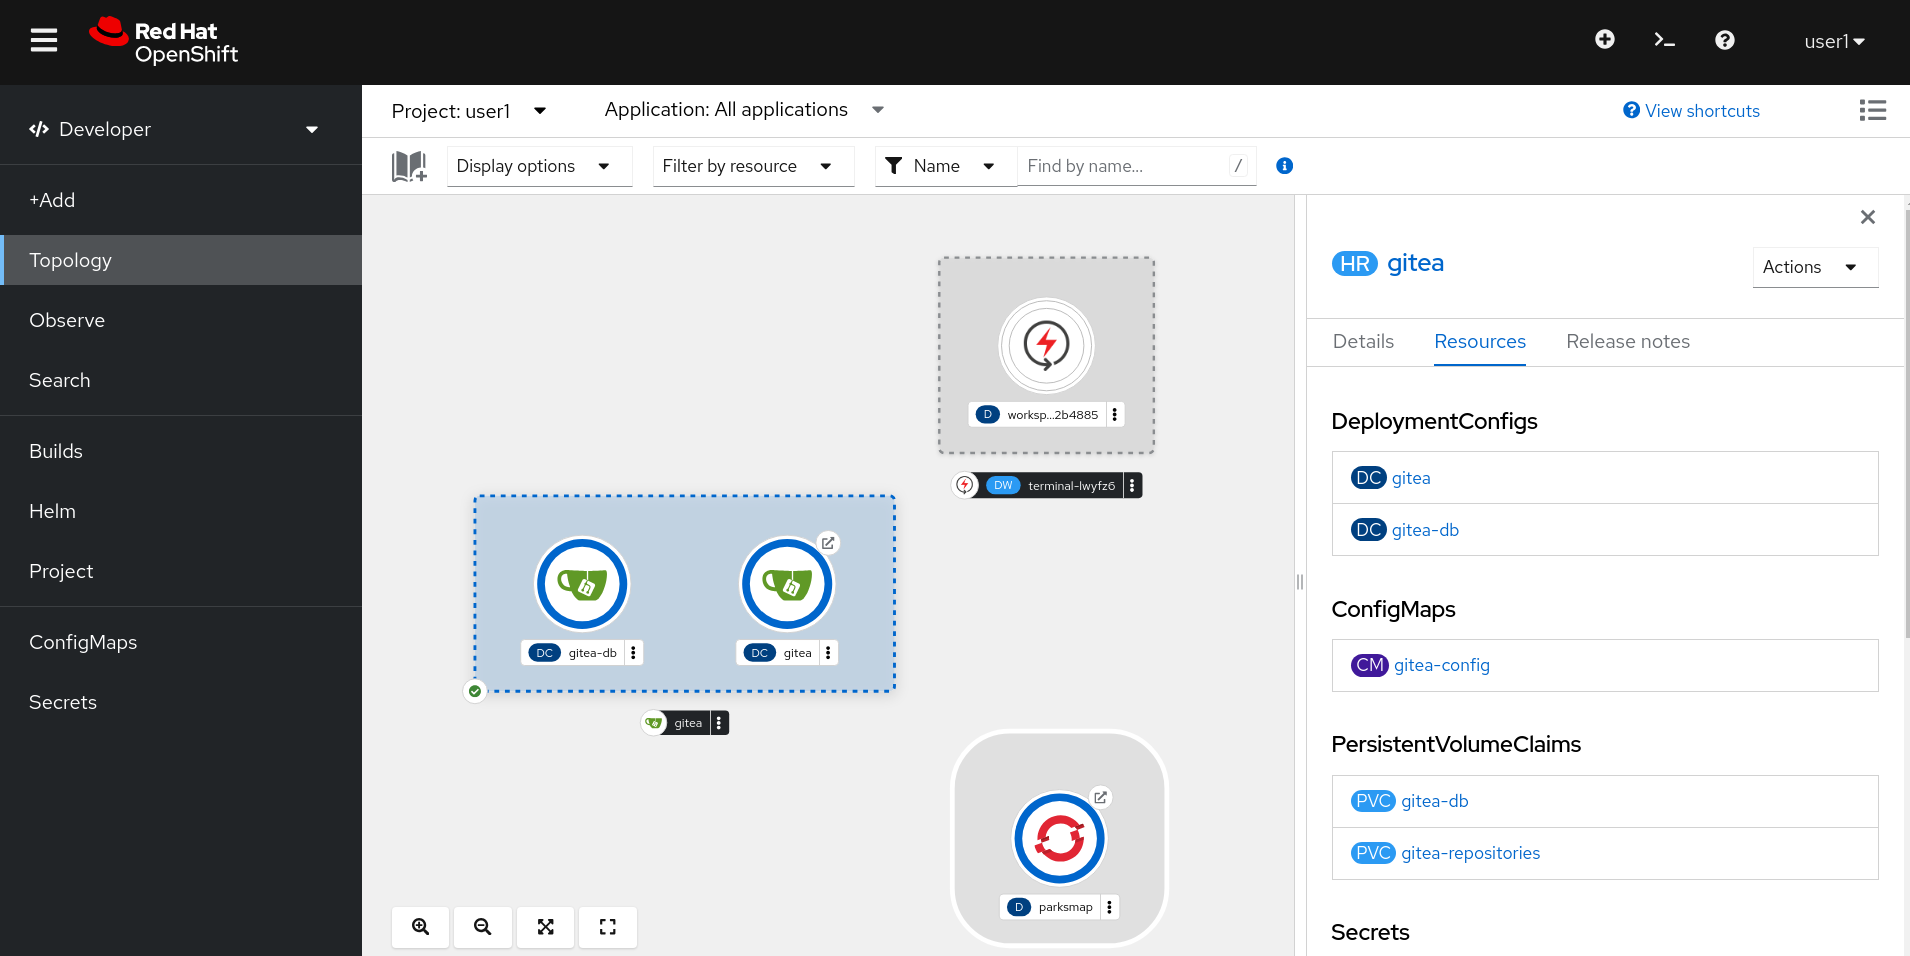 Red Hat
OpenShift
user1
Developer
+Add
Topology
Observe
Search
Builds
Helm
Project
ConfigMaps
Secrets
Project: user1
Application: All applications
View shortcuts
Display options
Filter by resource
Name
Find by name...
/
D worksp...2b4885
DW terminal-lwyfz6
DC gitea-db
DC gitea
gitea
D parksmap
HR gitea
Actions
Details
Resources
Release notes
DeploymentConfigs
DC gitea
DC gitea-db
ConfigMaps
CM gitea-config
PersistentVolumeClaims
PVC gitea-db
PVC gitea-repositories
Secrets